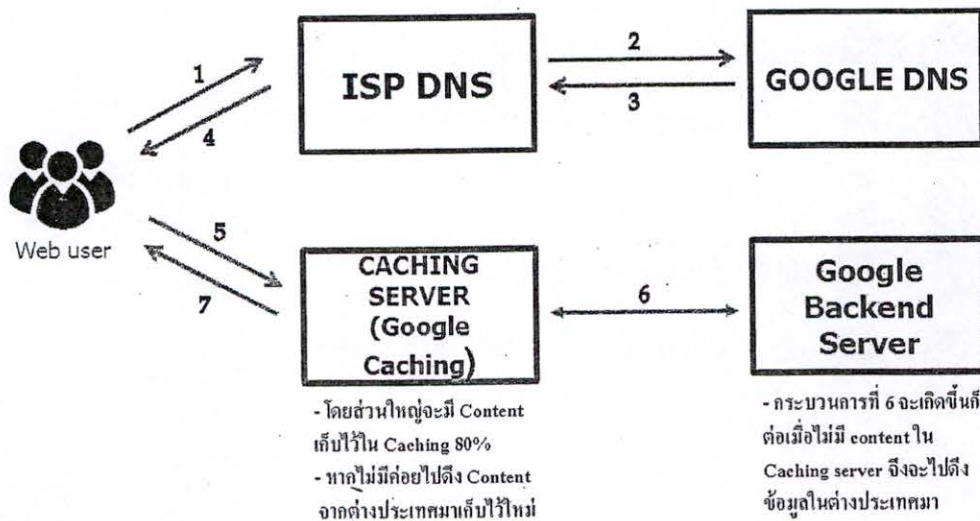 1
4
ISP DNS
2
3
GOOGLE DNS
Web user
5
7
CACHING
SERVER
(Google
Caching)
6
Google
Backend
Server
- โดยส่วนใหญ่จะมี Content
เก็บไว้ใน Caching 80%
- หากไม่มีค่อยไปดึง Content
จากต่างประเทศมาเก็บไว้ใหม่
- กระบวนการที่ 6 จะเกิดขึ้นก็
ต่อเมื่อไม่มี content ใน
Caching server จึงจะไปดึง
ข้อมูลในต่างประเทศมา